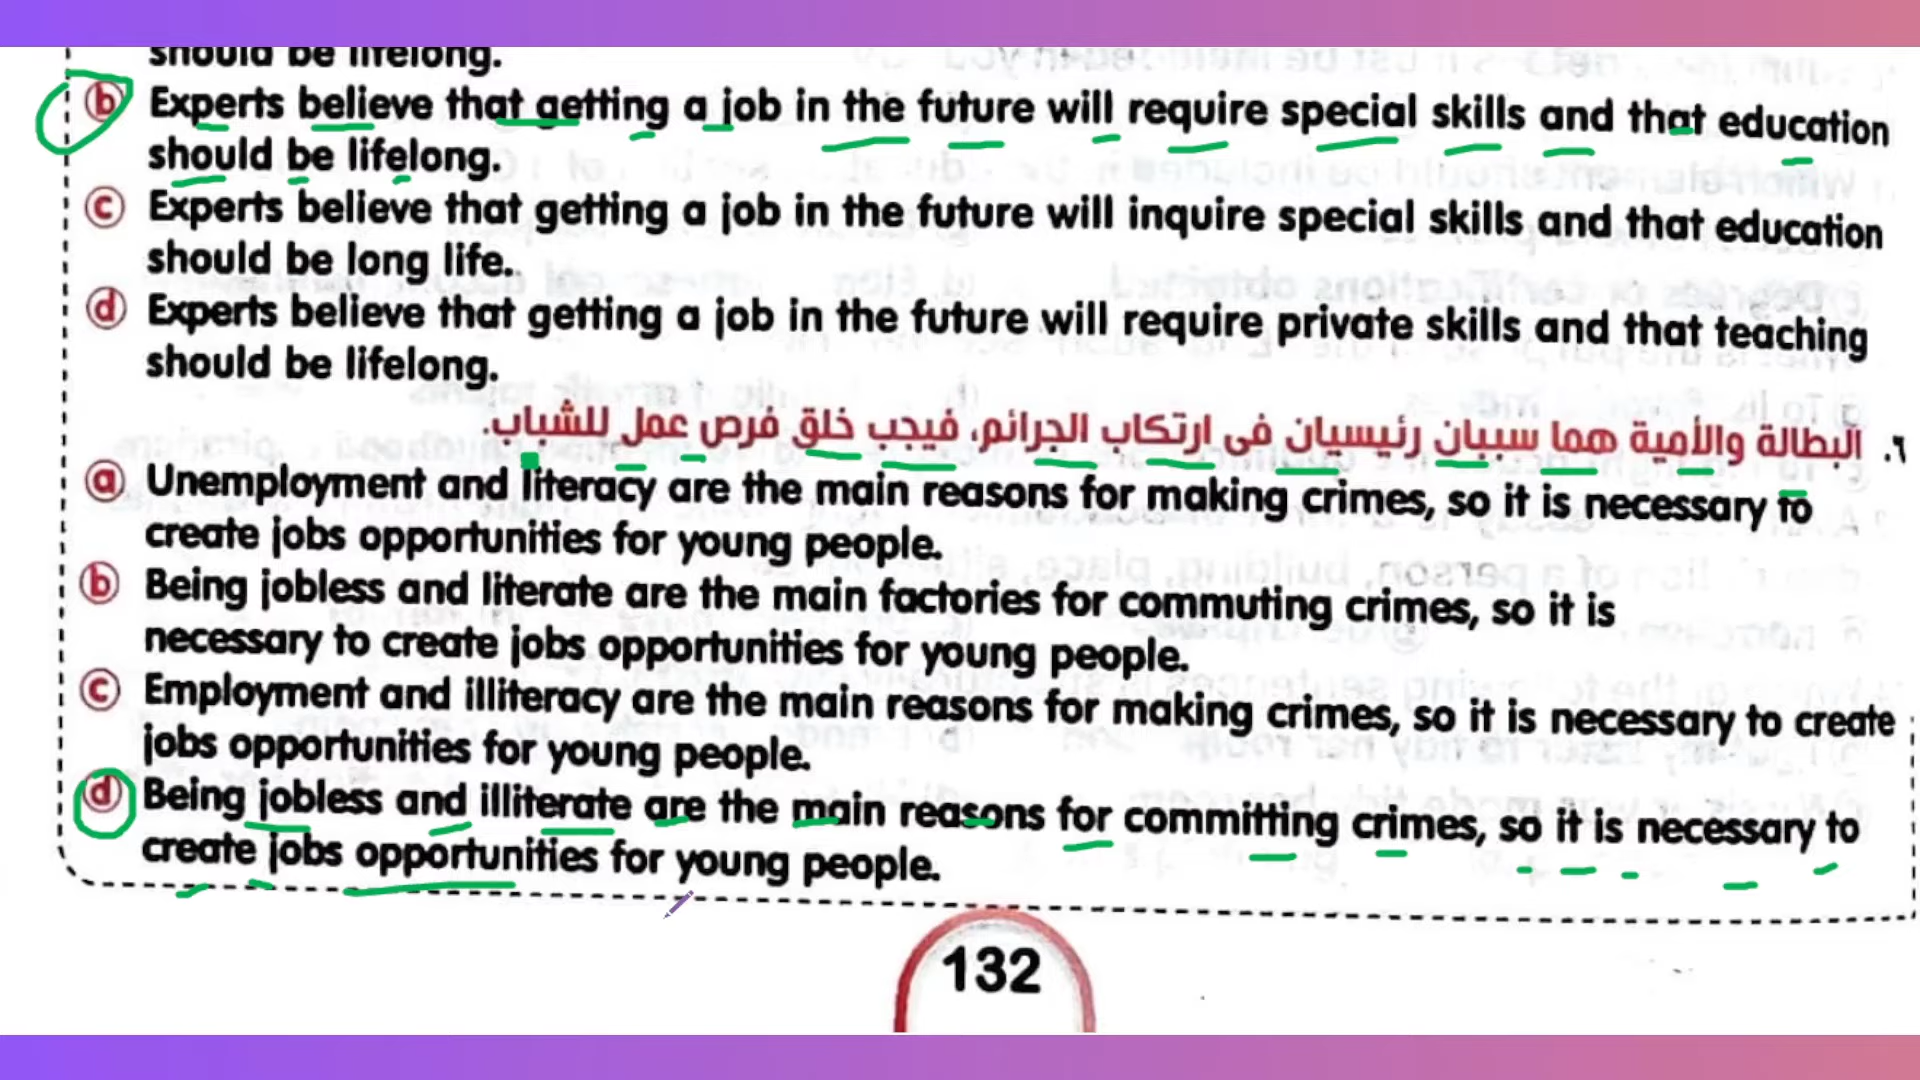 should be lifelong.
b Experts believe that getting a job in the future will require special skills and that education
should be lifelong.
c Experts believe that getting a job in the future will inquire special skills and that education
should be long life.
d Experts believe that getting a job in the future will require private skills and that teaching
should be lifelong.
٦. البطالة والأمية هما سببان رئيسيان فى ارتكاب الجرائم، فيجب خلق فرص عمل للشباب.
a Unemployment and literacy are the main reasons for making crimes, so it is necessary to
create jobs opportunities for young people.
b Being jobless and literate are the main factories for commuting crimes, so it is
necessary to create jobs opportunities for young people.
c Employment and illiteracy are the main reasons for making crimes, so it is necessary to create
jobs opportunities for young people.
d Being jobless and illiterate are the main reasons for committing crimes, so it is necessary to
create jobs opportunities for young people.
132